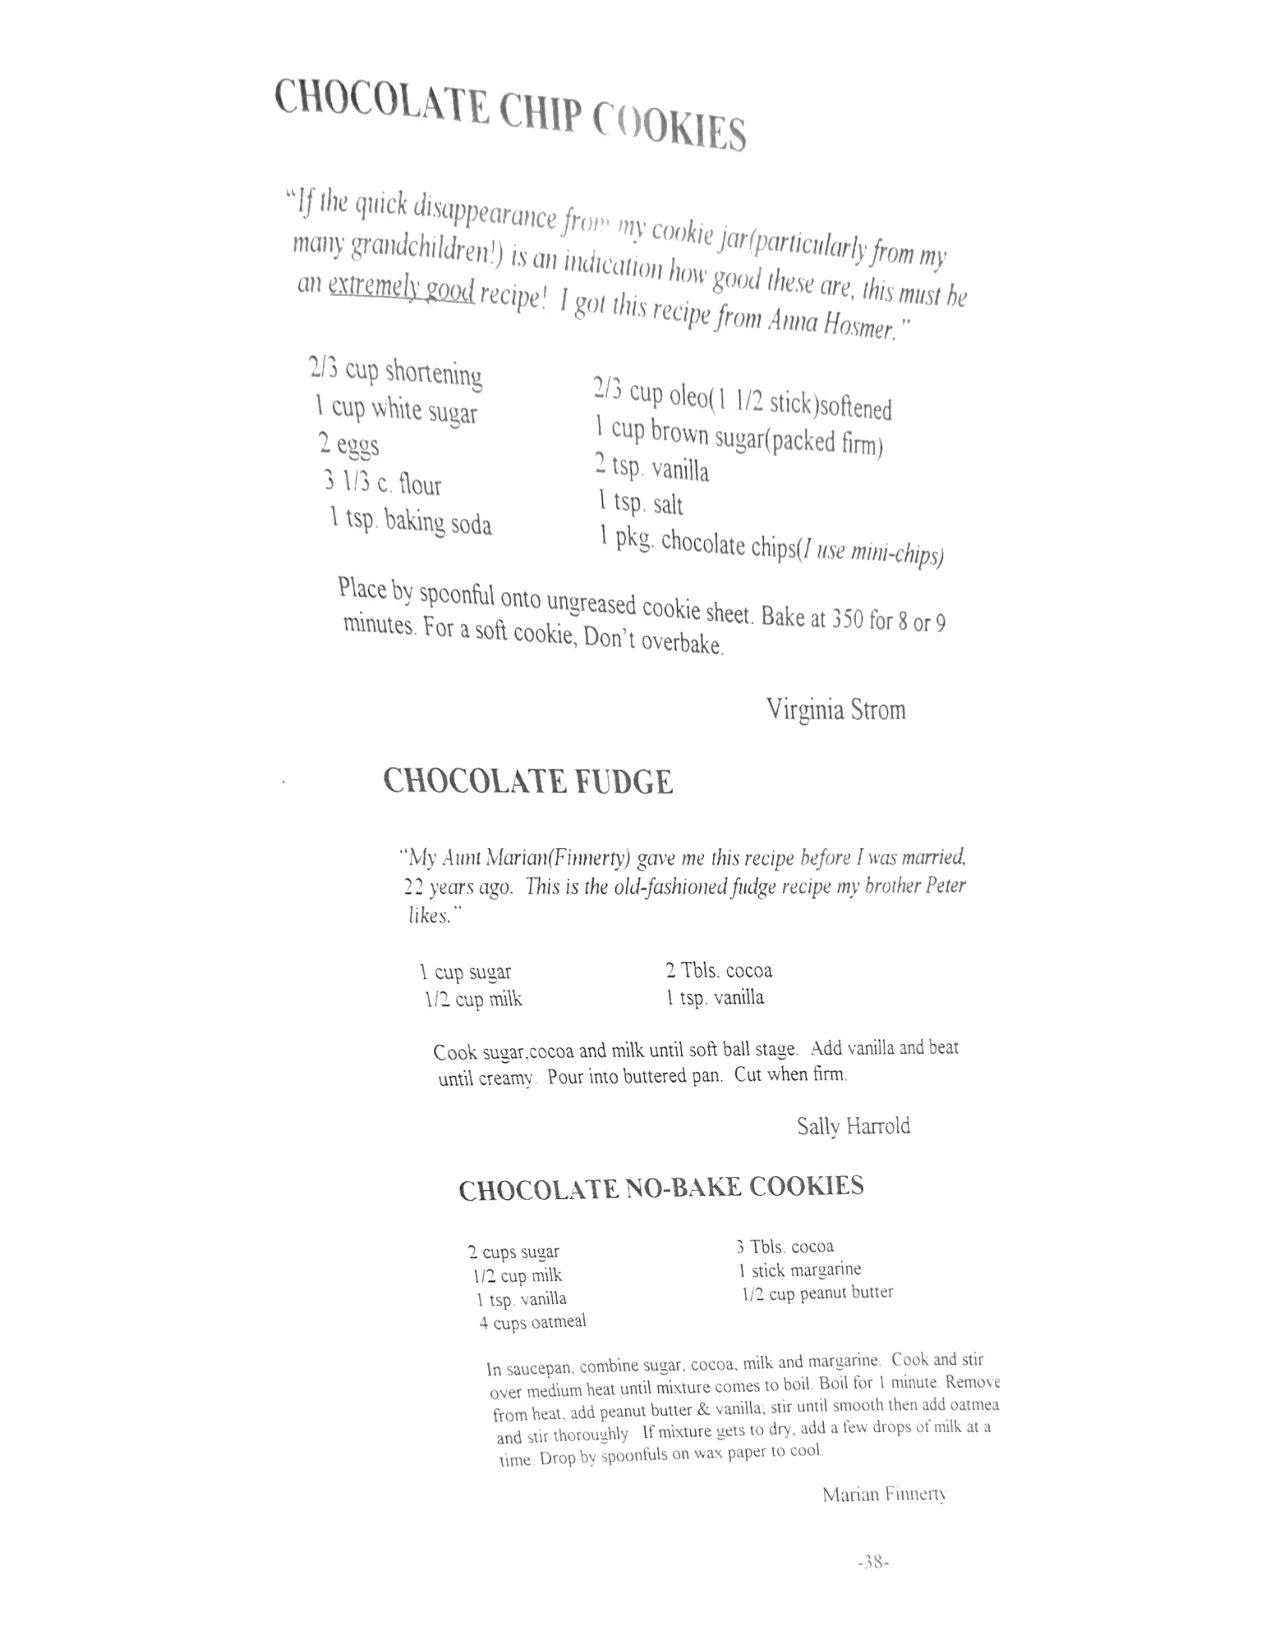 CHOCOLATE CHIP COOKIES
“If the quick disappearance from my cookie jar(particularly from my
many grandchildren!) is an indication how good these are, this must be
an extremely good recipe!  I got this recipe from Anna Hosmer.”
2/3 cup shortening
2/3 cup oleo(1 1/2 stick)softened
1 cup white sugar
1 cup brown sugar(packed firm)
2 eggs
2 tsp. vanilla
3 1/3 c. flour
1 tsp. salt
1 tsp. baking soda
1 pkg. chocolate chips(I use mini-chips)
Place by spoonful onto ungreased cookie sheet. Bake at 350 for 8 or 9
minutes. For a soft cookie, Don’t overbake.
Virginia Strom
CHOCOLATE FUDGE
“My Aunt Marian(Finnerty) gave me this recipe before I was married,
22 years ago.  This is the old-fashioned fudge recipe my brother Peter
likes.”
1 cup sugar
2 Tbls. cocoa
1/2 cup milk
1 tsp. vanilla
Cook sugar,cocoa and milk until soft ball stage.  Add vanilla and beat
until creamy.  Pour into buttered pan.  Cut when firm.
Sally Harrold
CHOCOLATE NO-BAKE COOKIES
2 cups sugar
3 Tbls. cocoa
1/2 cup milk
1 stick margarine
1 tsp. vanilla
1/2 cup peanut butter
4 cups oatmeal
In saucepan, combine sugar, cocoa, milk and margarine.  Cook and stir
over medium heat until mixture comes to boil. Boil for 1 minute. Remove
from heat, add peanut butter & vanilla; stir until smooth then add oatmea
and stir thoroughly  If mixture gets to dry, add a few drops of milk at a
time. Drop by spoonfuls on wax paper to cool.
Marian Finnerty
-38-